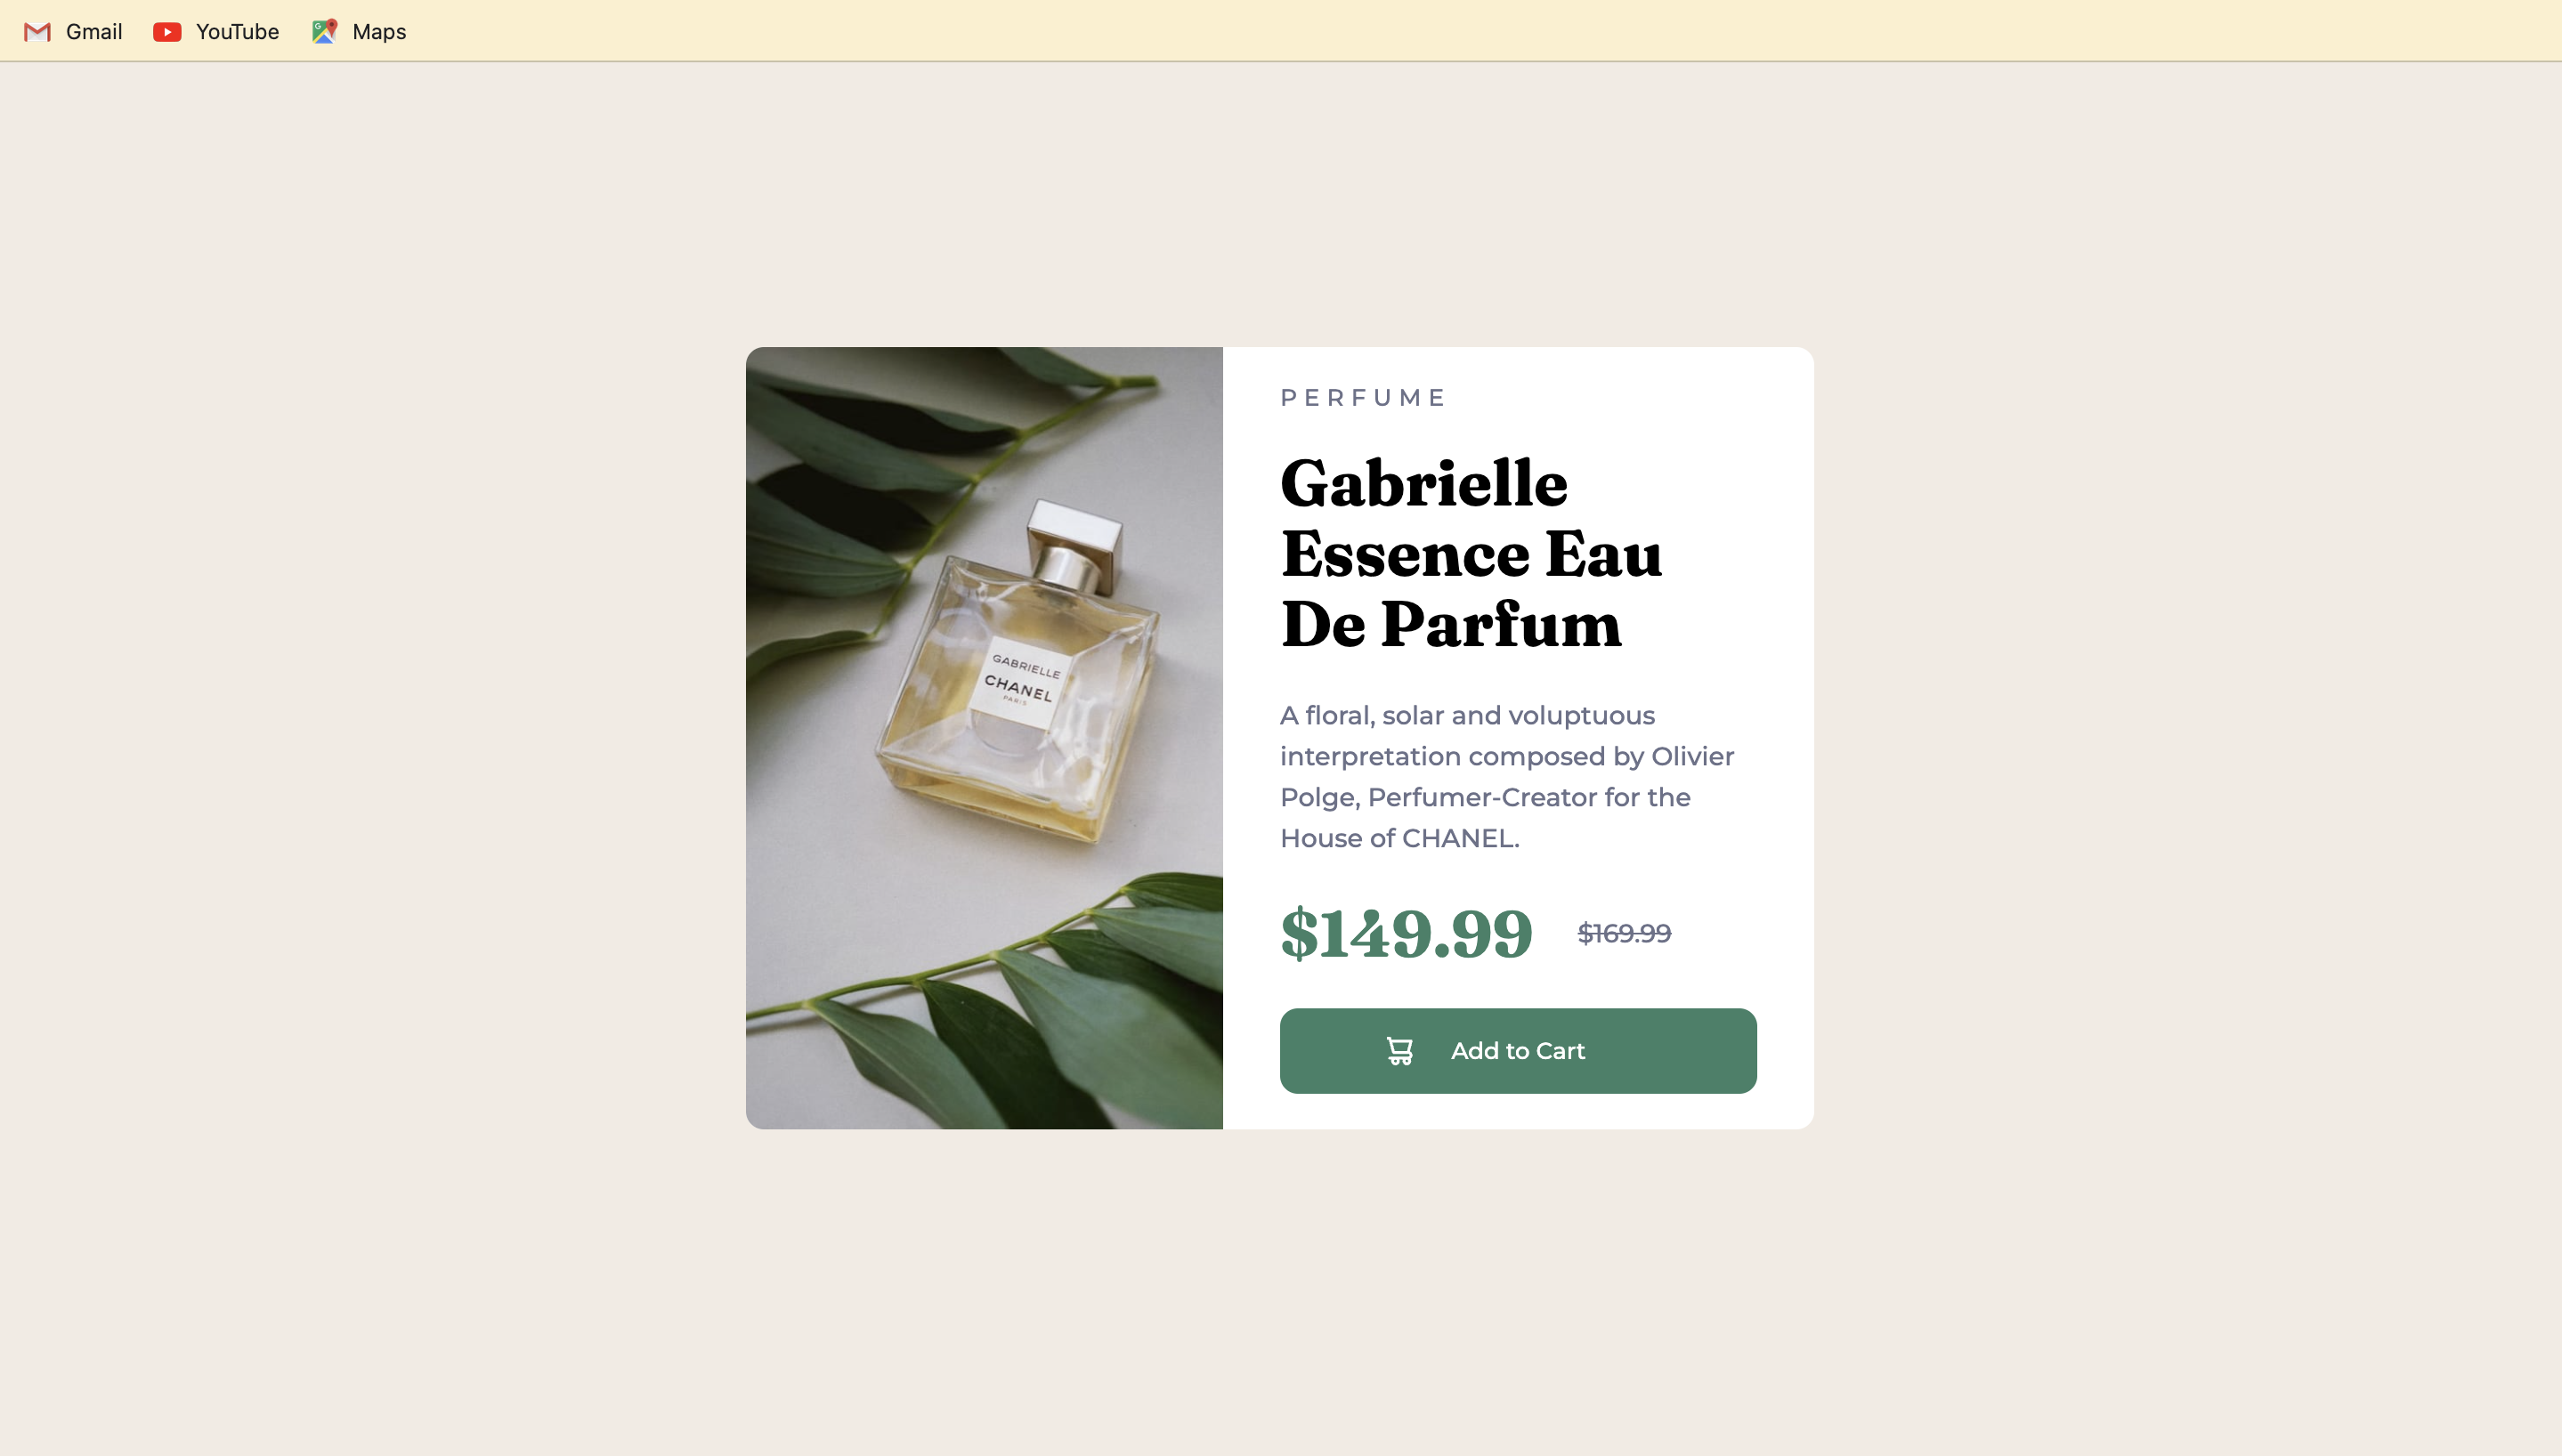 Gmail YouTube Maps
PERFUME
Gabrielle
Essence Eau
De Parfum
GABRIELLE
CHANEL
PARIS
A floral, solar and voluptuous
interpretation composed by Olivier
Polge, Perfumer-Creator for the
House of CHANEL.
$149.99 $169.99
Add to Cart